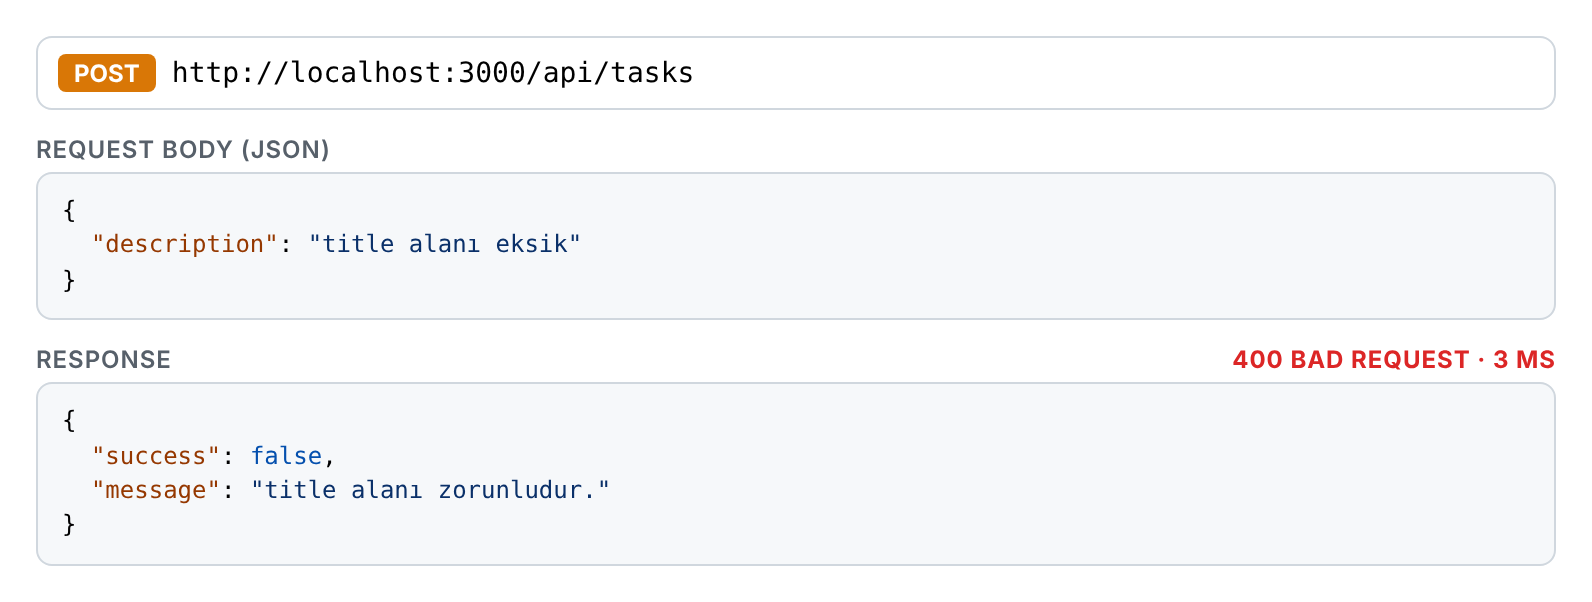 POST http://localhost:3000/api/tasks
REQUEST BODY (JSON)
{
  "description": "title alanı eksik"
}
RESPONSE 400 BAD REQUEST · 3 MS
{
  "success": false,
  "message": "title alanı zorunludur."
}